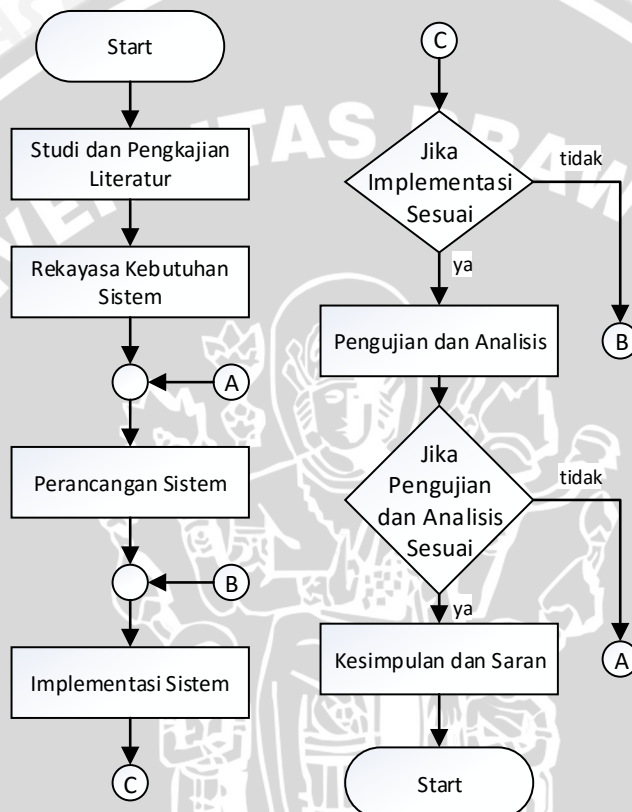 Start
Studi dan Pengkajian
Literatur
Rekayasa Kebutuhan
Sistem
A
Perancangan Sistem
B
Implementasi Sistem
C
C
Jika
Implementasi
Sesuai
tidak
ya
B
Pengujian dan Analisis
Jika
Pengujian
dan Analisis
Sesuai
tidak
ya
A
Kesimpulan dan Saran
Start